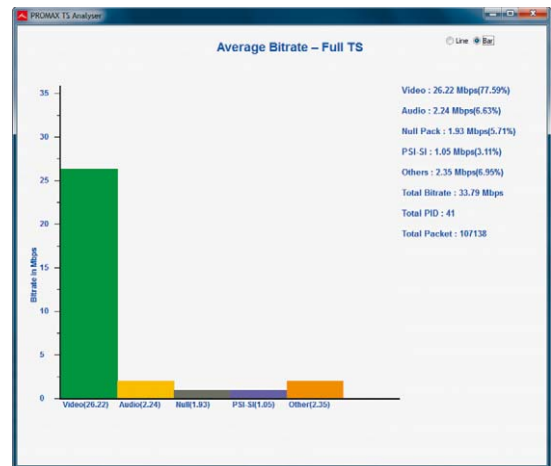 PROMAX TS Analyser
Average Bitrate – Full TS
Line Bar
Video : 26.22 Mbps(77.59%)
Audio : 2.24 Mbps(6.63%)
Null Pack : 1.93 Mbps(5.71%)
PSI-SI : 1.05 Mbps(3.11%)
Others : 2.35 Mbps(6.95%)
Total Bitrate : 33.79 Mbps
Total PID : 41
Total Packet : 107138
Bitrate in Mbps
35
30
25
20
15
10
5
0
Video(26.22) Audio(2.24) Null(1.93) PSI-SI(1.05) Other(2.35)